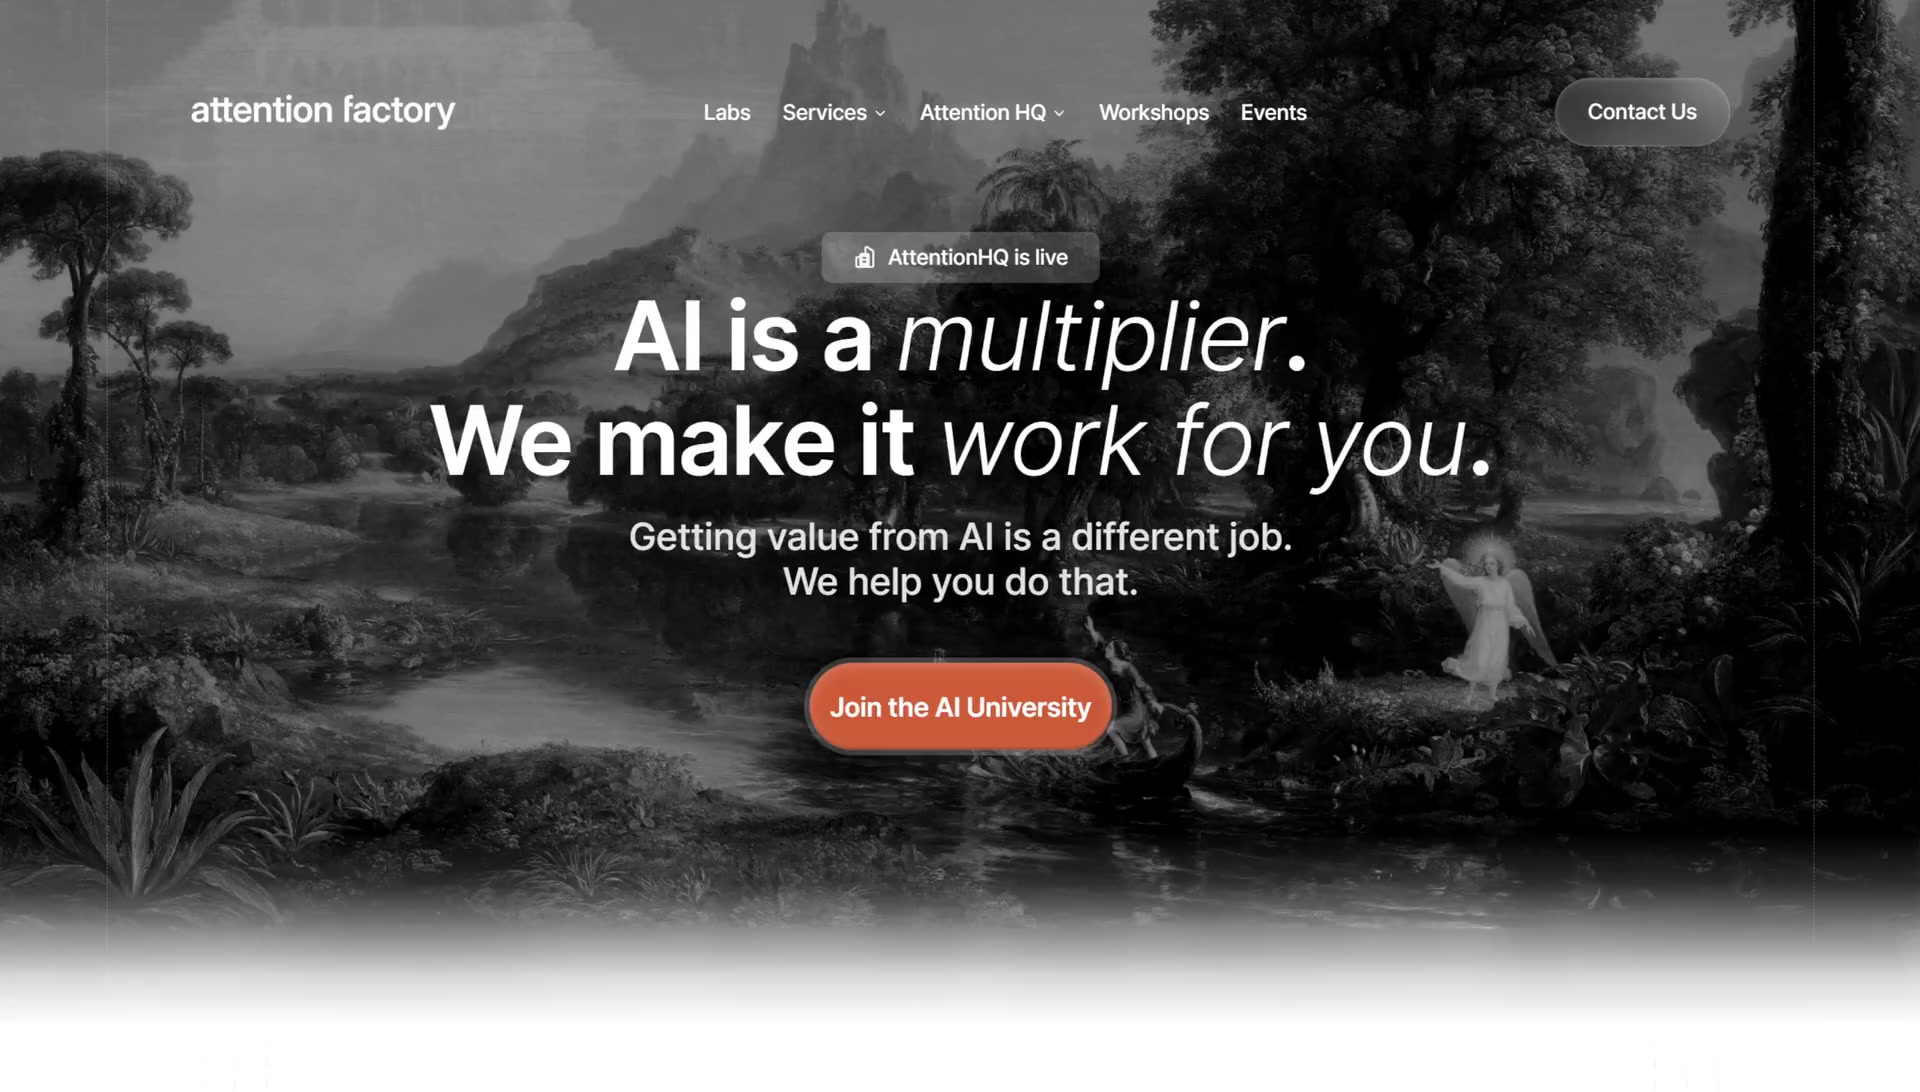 attention factory
Labs
Services
Attention HQ
Workshops
Events
Contact Us
AttentionHQ is live
AI is a multiplier.
We make it work for you.
Getting value from AI is a different job.
We help you do that.
Join the AI University